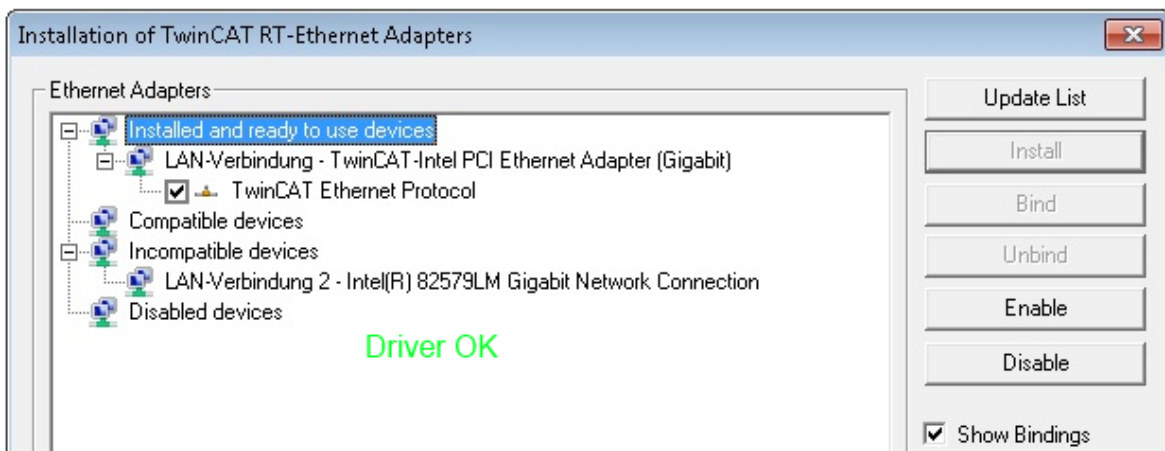 Installation of TwinCAT RT-Ethernet Adapters
Ethernet Adapters
Installed and ready to use devices
LAN-Verbindung - TwinCAT-Intel PCI Ethernet Adapter (Gigabit)
TwinCAT Ethernet Protocol
Compatible devices
Incompatible devices
LAN-Verbindung 2 - Intel(R) 82579LM Gigabit Network Connection
Disabled devices
Driver OK
Update List
Install
Bind
Unbind
Enable
Disable
Show Bindings